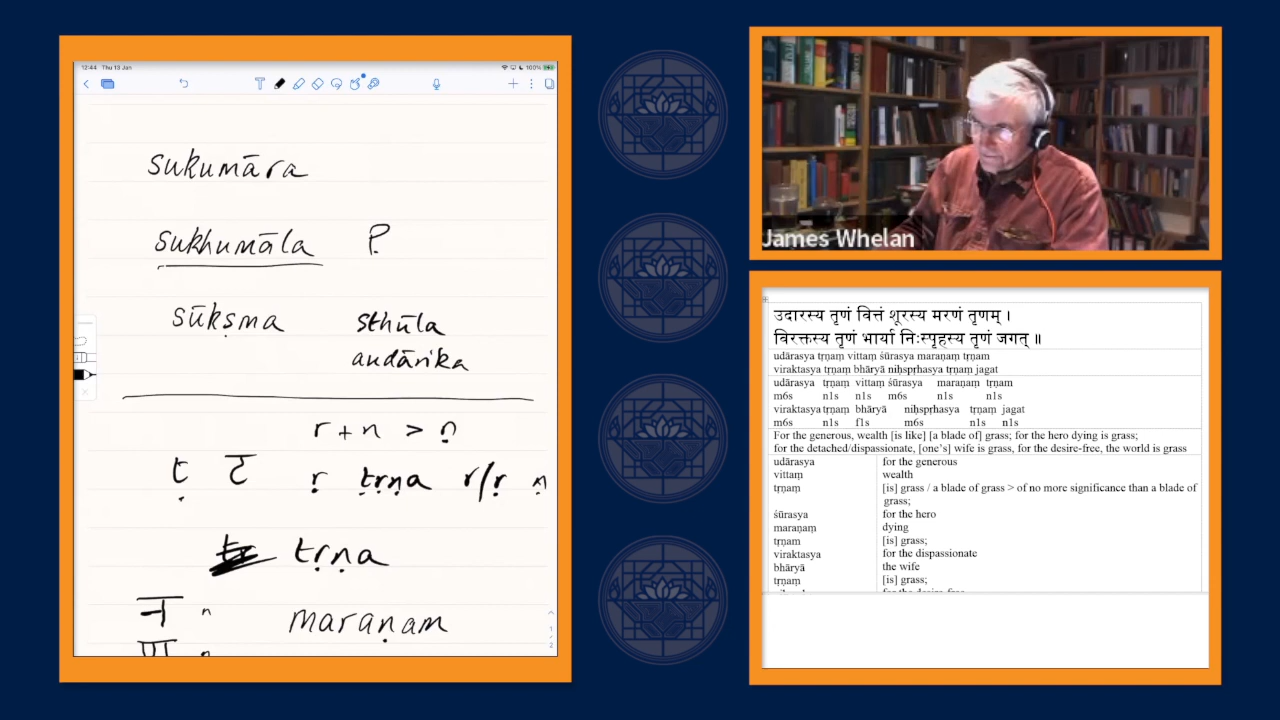 12:44 Thu 13 Jan
100%
sukumāra
sukhumāla ?
sūkṣma sthūla
audārika
r + n > ṇ
ṭ ट ṛ tṛṇa r/ṛ ṇ
tṛṇa
न n maraṇam
ण
1
2
James Whelan
उदारस्य तृणं वित्तं शूरस्य मरणं तृणम् ।
विरक्तस्य तृणं भार्या निःस्पृहस्य तृणं जगत् ॥
udārasya tṛṇaṃ vittaṃ śūrasya maraṇaṃ tṛṇam
viraktasya tṛṇaṃ bhāryā niḥspṛhasya tṛṇaṃ jagat
udārasya tṛṇaṃ vittaṃ śūrasya maraṇaṃ tṛṇam
m6s n1s n1s m6s n1s n1s
viraktasya tṛṇaṃ bhāryā niḥspṛhasya tṛṇaṃ jagat
m6s n1s f1s m6s n1s n1s
For the generous, wealth [is like] [a blade of] grass; for the hero dying is grass;
for the detached/dispassionate, [one's] wife is grass, for the desire-free, the world is grass
udārasya for the generous
vittaṃ wealth
tṛṇaṃ [is] grass / a blade of grass > of no more significance than a blade of
grass;
śūrasya for the hero
maraṇaṃ dying
tṛṇam [is] grass;
viraktasya for the dispassionate
bhāryā the wife
tṛṇaṃ [is] grass;